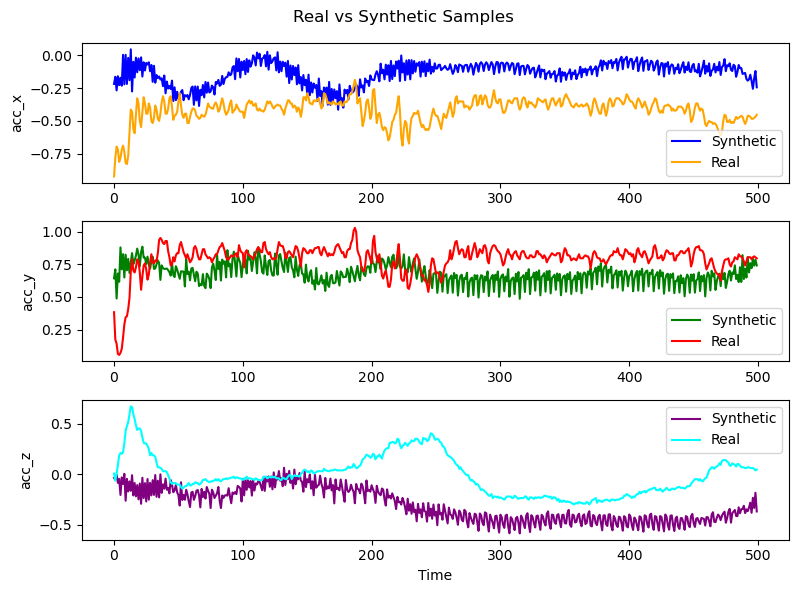 Real vs Synthetic Samples
0.00
−0.25
−0.50
−0.75
acc_x
Synthetic
Real
0 100 200 300 400 500
1.00
0.75
0.50
0.25
acc_y
Synthetic
Real
0 100 200 300 400 500
0.5
0.0
−0.5
acc_z
Synthetic
Real
0 100 200 300 400 500
Time